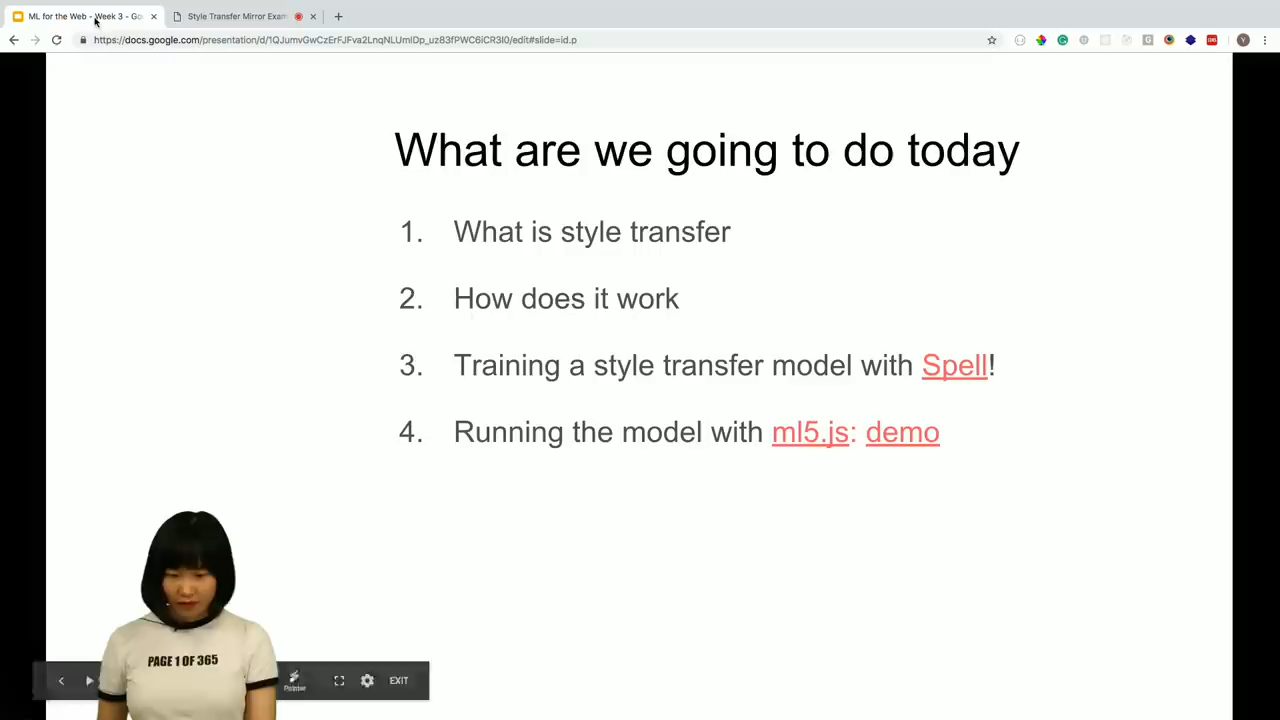 ML for the Web - Week 3 - Go
Style Transfer Mirror Exam
https://docs.google.com/presentation/d/1QJumvGwCzErFJFva2LnqNLUmIDp_uz83fPWC6iCR3I0/edit#slide=id.p
What are we going to do today
1. What is style transfer
2. How does it work
3. Training a style transfer model with Spell!
4. Running the model with ml5.js: demo
PAGE 1 OF 365
Pointer
EXIT